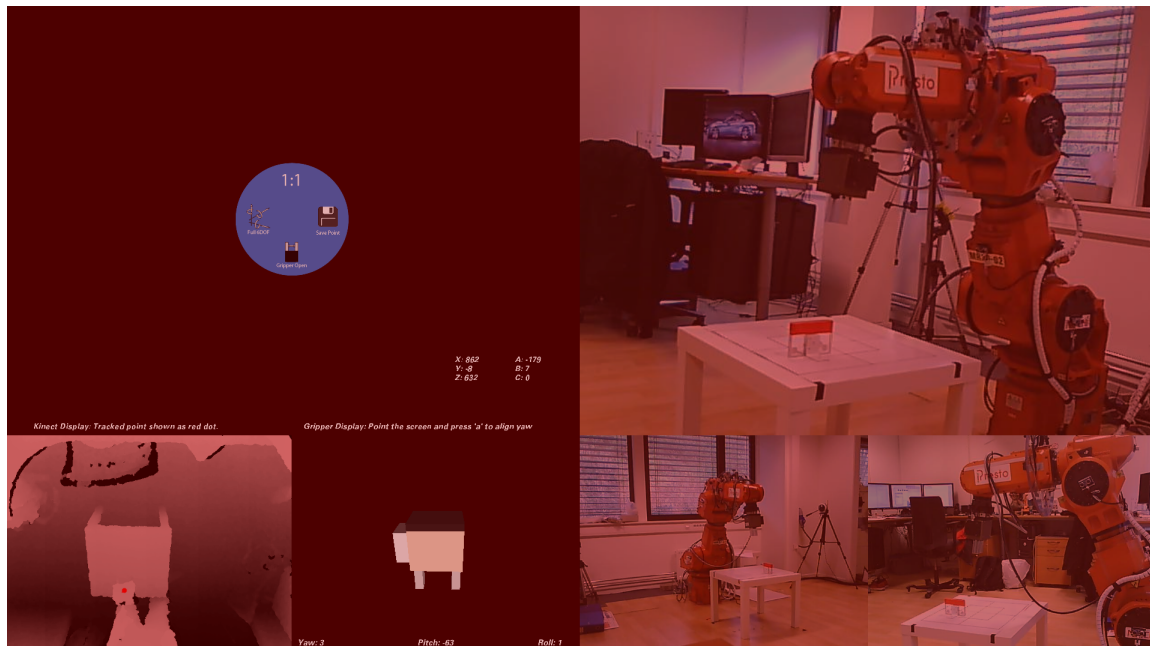 1:1
Full 6DOF
Save Point
Gripper Open
X: 862
Y: -8
Z: 632
A: -179
B: 7
C: 0
Kinect Display: Tracked point shown as red dot.
Gripper Display: Point the screen and press 'a' to align yaw
Yaw: 3
Pitch: -63
Roll: 1
Presto
Presto